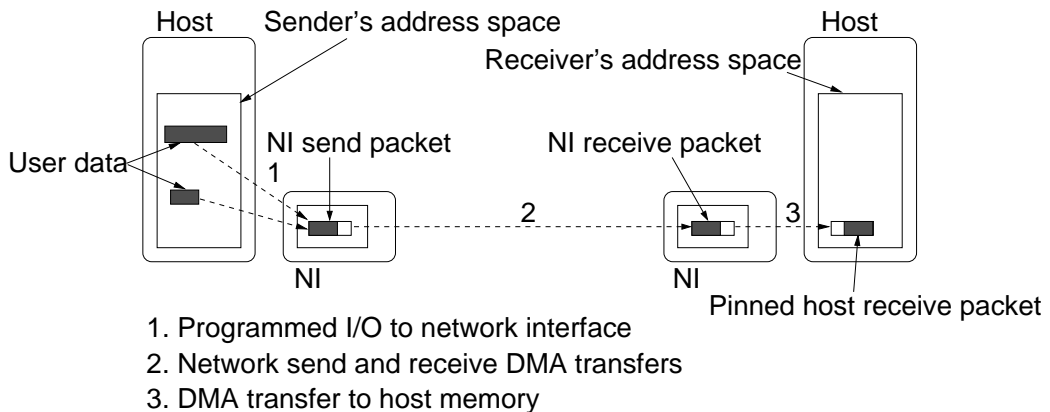 Host
Sender's address space
Host
Receiver's address space
User data
NI send packet
NI receive packet
1
2
3
NI
NI
Pinned host receive packet
1. Programmed I/O to network interface
2. Network send and receive DMA transfers
3. DMA transfer to host memory